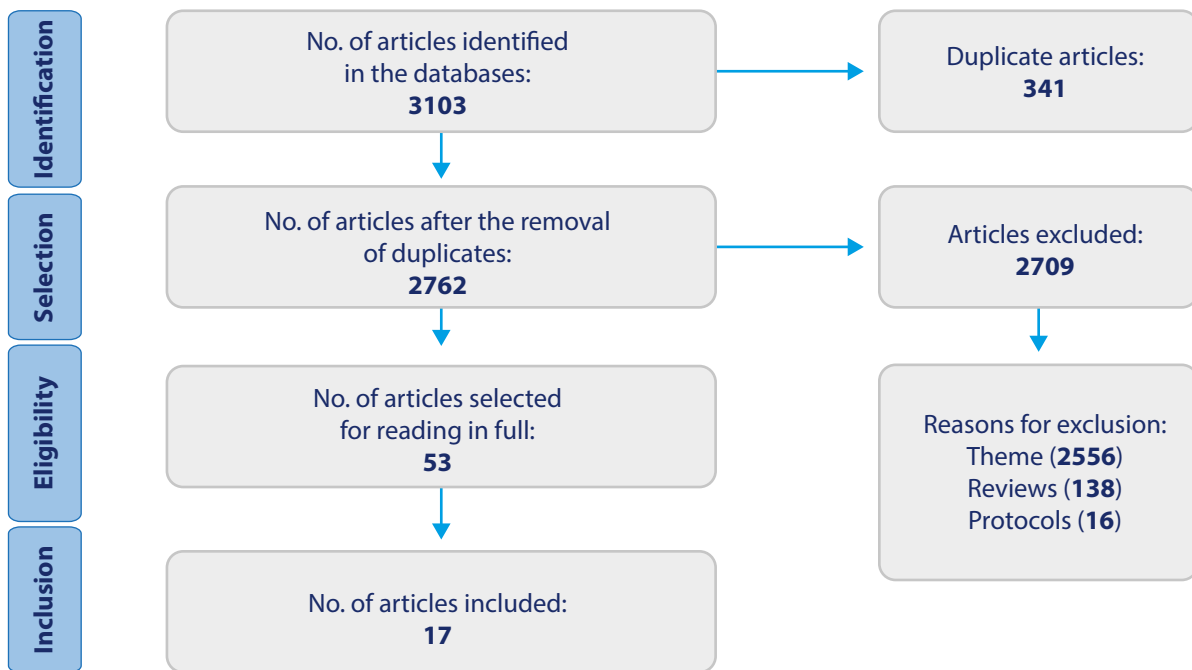 Identification
No. of articles identified
in the databases:
3103
Duplicate articles:
341
Selection
No. of articles after the removal
of duplicates:
2762
Articles excluded:
2709
Eligibility
No. of articles selected
for reading in full:
53
Reasons for exclusion:
Theme (2556)
Reviews (138)
Protocols (16)
Inclusion
No. of articles included:
17